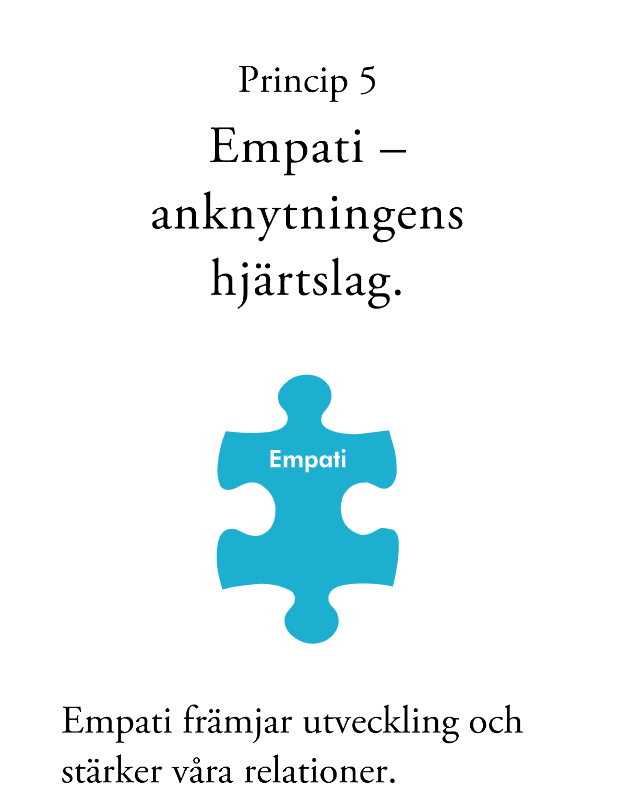 Princip 5
Empati –
anknytningens
hjärtslag.
Empati
Empati främjar utveckling och
stärker våra relationer.